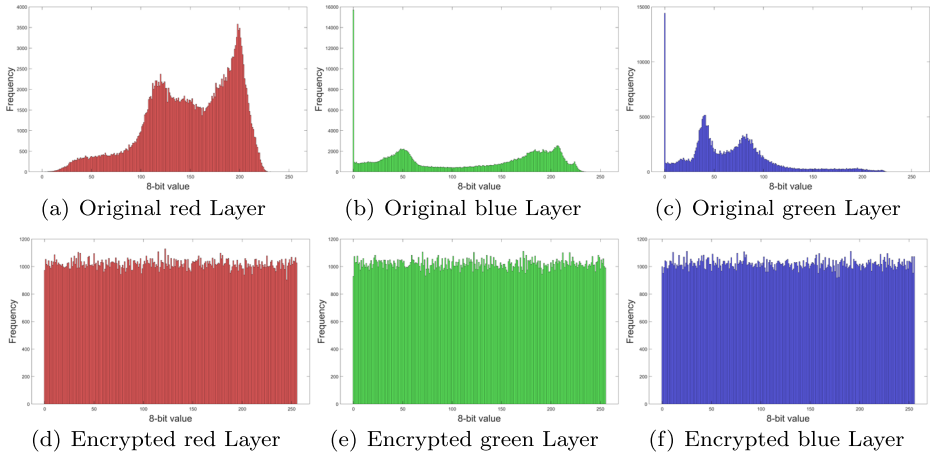 4000
3500
3000
2500
2000
1500
1000
500
0
Frequency
0 50 100 150 200 250
8-bit value
(a) Original red Layer
16000
14000
12000
10000
8000
6000
4000
2000
0
Frequency
0 50 100 150 200 250
8-bit value
(b) Original blue Layer
15000
10000
5000
0
Frequency
0 50 100 150 200 250
8-bit value
(c) Original green Layer
1200
1000
800
600
400
200
0
Frequency
0 50 100 150 200 250
8-bit value
(d) Encrypted red Layer
1200
1000
800
600
400
200
0
Frequency
0 50 100 150 200 250
8-bit value
(e) Encrypted green Layer
1200
1000
800
600
400
200
0
Frequency
0 50 100 150 200 250
8-bit value
(f) Encrypted blue Layer